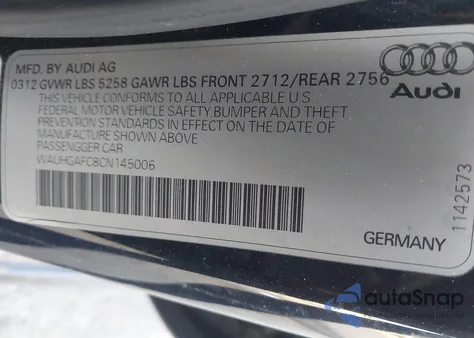 MFD. BY AUDI AG
0312 GVWR LBS 5258 GAWR LBS FRONT 2712/REAR 2756
THIS VEHICLE CONFORMS TO ALL APPLICABLE U S
FEDERAL MOTOR VEHICLE SAFETY BUMPER AND THEFT
PREVENTION STANDARDS IN EFFECT ON THE DATE OF
MANUFACTURE SHOWN ABOVE.
PASSENGGER CAR
WAUHGAFC8CN145006
Audi
1142573
GERMANY
autoSnap